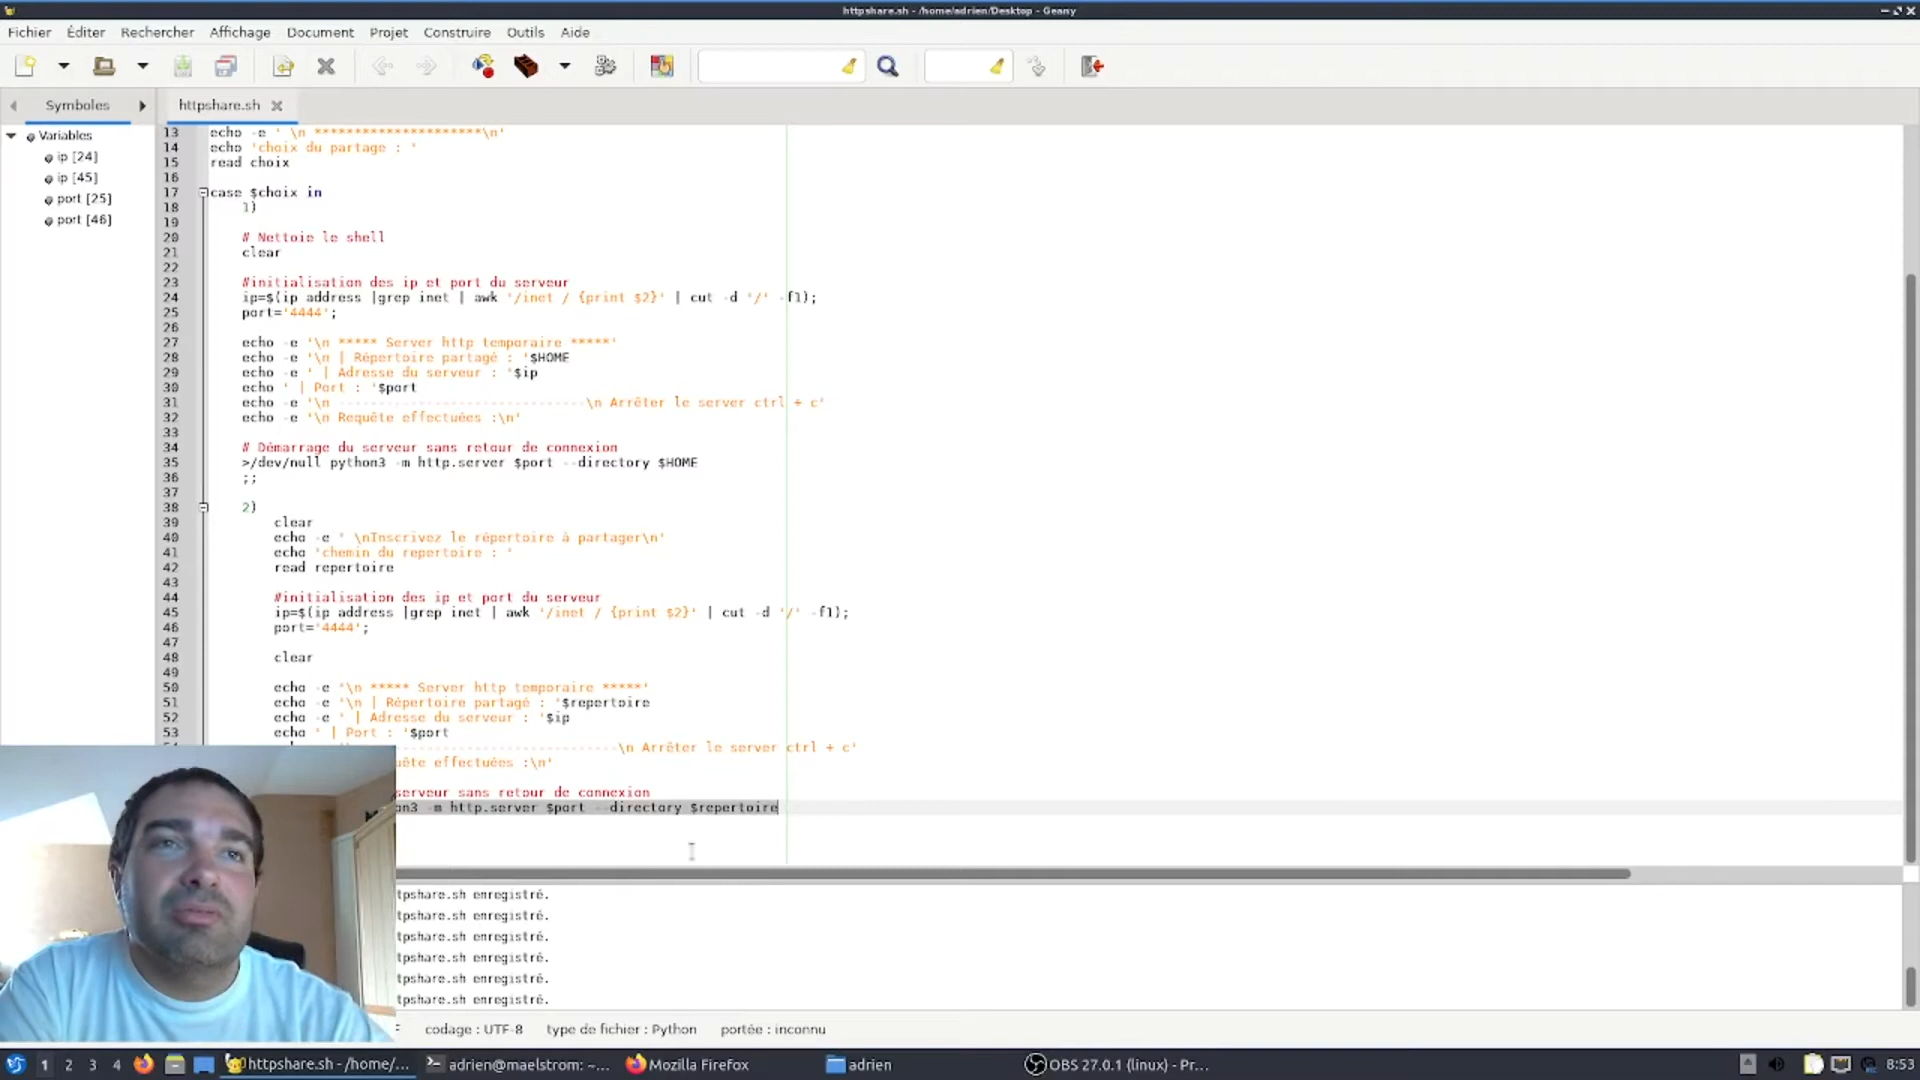 httpshare.sh - /home/adrien/Desktop - Geany
Fichier Éditer Rechercher Affichage Document Projet Construire Outils Aide
Symboles httpshare.sh
Variables
ip [24]
ip [45]
port [25]
port [46]
13 echo -e ' \n *********************\n'
14 echo 'choix du partage : '
15 read choix
16
17 case $choix in
18 1)
19
20 # Nettoie le shell
21 clear
22
23 #initialisation des ip et port du serveur
24 ip=$(ip address |grep inet | awk '/inet / {print $2}' | cut -d '/' -f1);
25 port='4444';
26
27 echo -e '\n ***** Server http temporaire *****'
28 echo -e '\n | Répertoire partagé : '$HOME
29 echo -e ' | Adresse du serveur : '$ip
30 echo ' | Port : '$port
31 echo -e '\n -------------------------------\n Arrêter le server ctrl + c'
32 echo -e '\n Requête effectuées :\n'
33
34 # Démarrage du serveur sans retour de connexion
35 >/dev/null python3 -m http.server $port --directory $HOME
36 ;;
37
38 2)
39 clear
40 echo -e ' \nInscrivez le répertoire à partager\n'
41 echo 'chemin du repertoire : '
42 read repertoire
43
44 #initialisation des ip et port du serveur
45 ip=$(ip address |grep inet | awk '/inet / {print $2}' | cut -d '/' -f1);
46 port='4444';
47
48 clear
49
50 echo -e '\n ***** Server http temporaire *****'
51 echo -e '\n | Répertoire partagé : '$repertoire
52 echo -e ' | Adresse du serveur : '$ip
53 echo ' | Port : '$port
-------------------------------\n Arrêter le server ctrl + c'
uête effectuées :\n'
serveur sans retour de connexion
on3 -m http.server $port --directory $repertoire
tpshare.sh enregistré.
tpshare.sh enregistré.
tpshare.sh enregistré.
tpshare.sh enregistré.
tpshare.sh enregistré.
tpshare.sh enregistré.
codage : UTF-8 type de fichier : Python portée : inconnu
1 2 3 4 httpshare.sh - /home/... adrien@maelstrom: ~... Mozilla Firefox adrien OBS 27.0.1 (linux) - Pr... 8:53